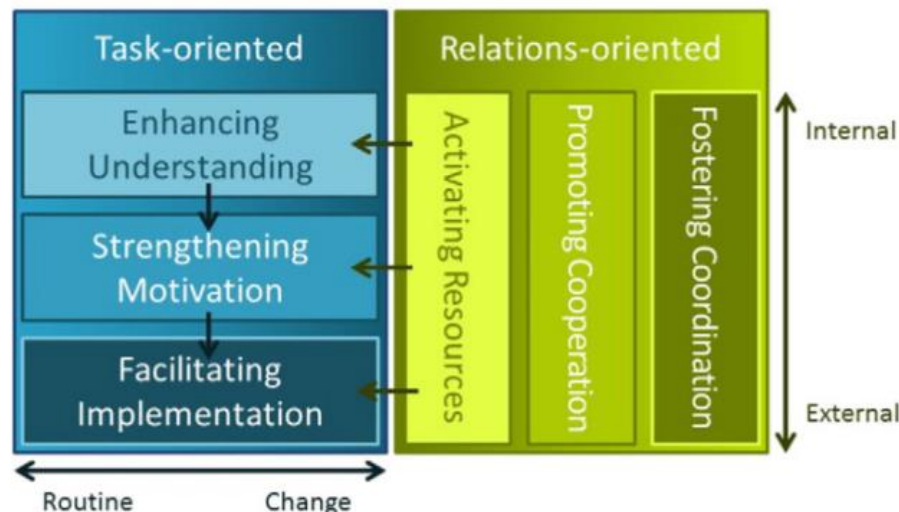 Task-oriented
Relations-oriented
Enhancing
Understanding
Strengthening
Motivation
Facilitating
Implementation
Activating Resources
Promoting Cooperation
Fostering Coordination
Internal
External
Routine
Change